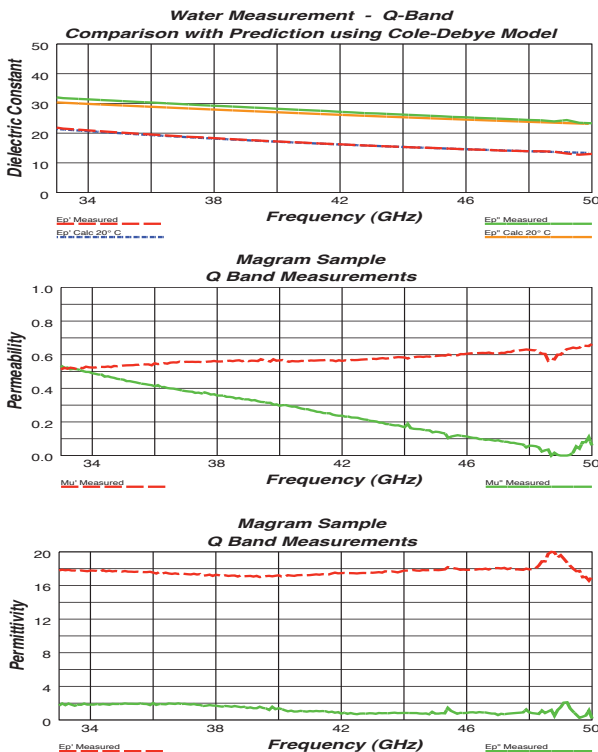 Water Measurement - Q-Band
Comparison with Prediction using Cole-Debye Model
50
40
30
20
10
0
Dielectric Constant
34 38 42 46 50
Frequency (GHz)
Ep' Measured
Ep' Calc 20° C
Ep" Measured
Ep" Calc 20° C
Magram Sample
Q Band Measurements
1.0
0.8
0.6
0.4
0.2
0.0
Permeability
34 38 42 46 50
Frequency (GHz)
Mu' Measured
Mu" Measured
Magram Sample
Q Band Measurements
20
16
12
8
4
0
Permittivity
34 38 42 46 50
Frequency (GHz)
Ep' Measured
Ep" Measured